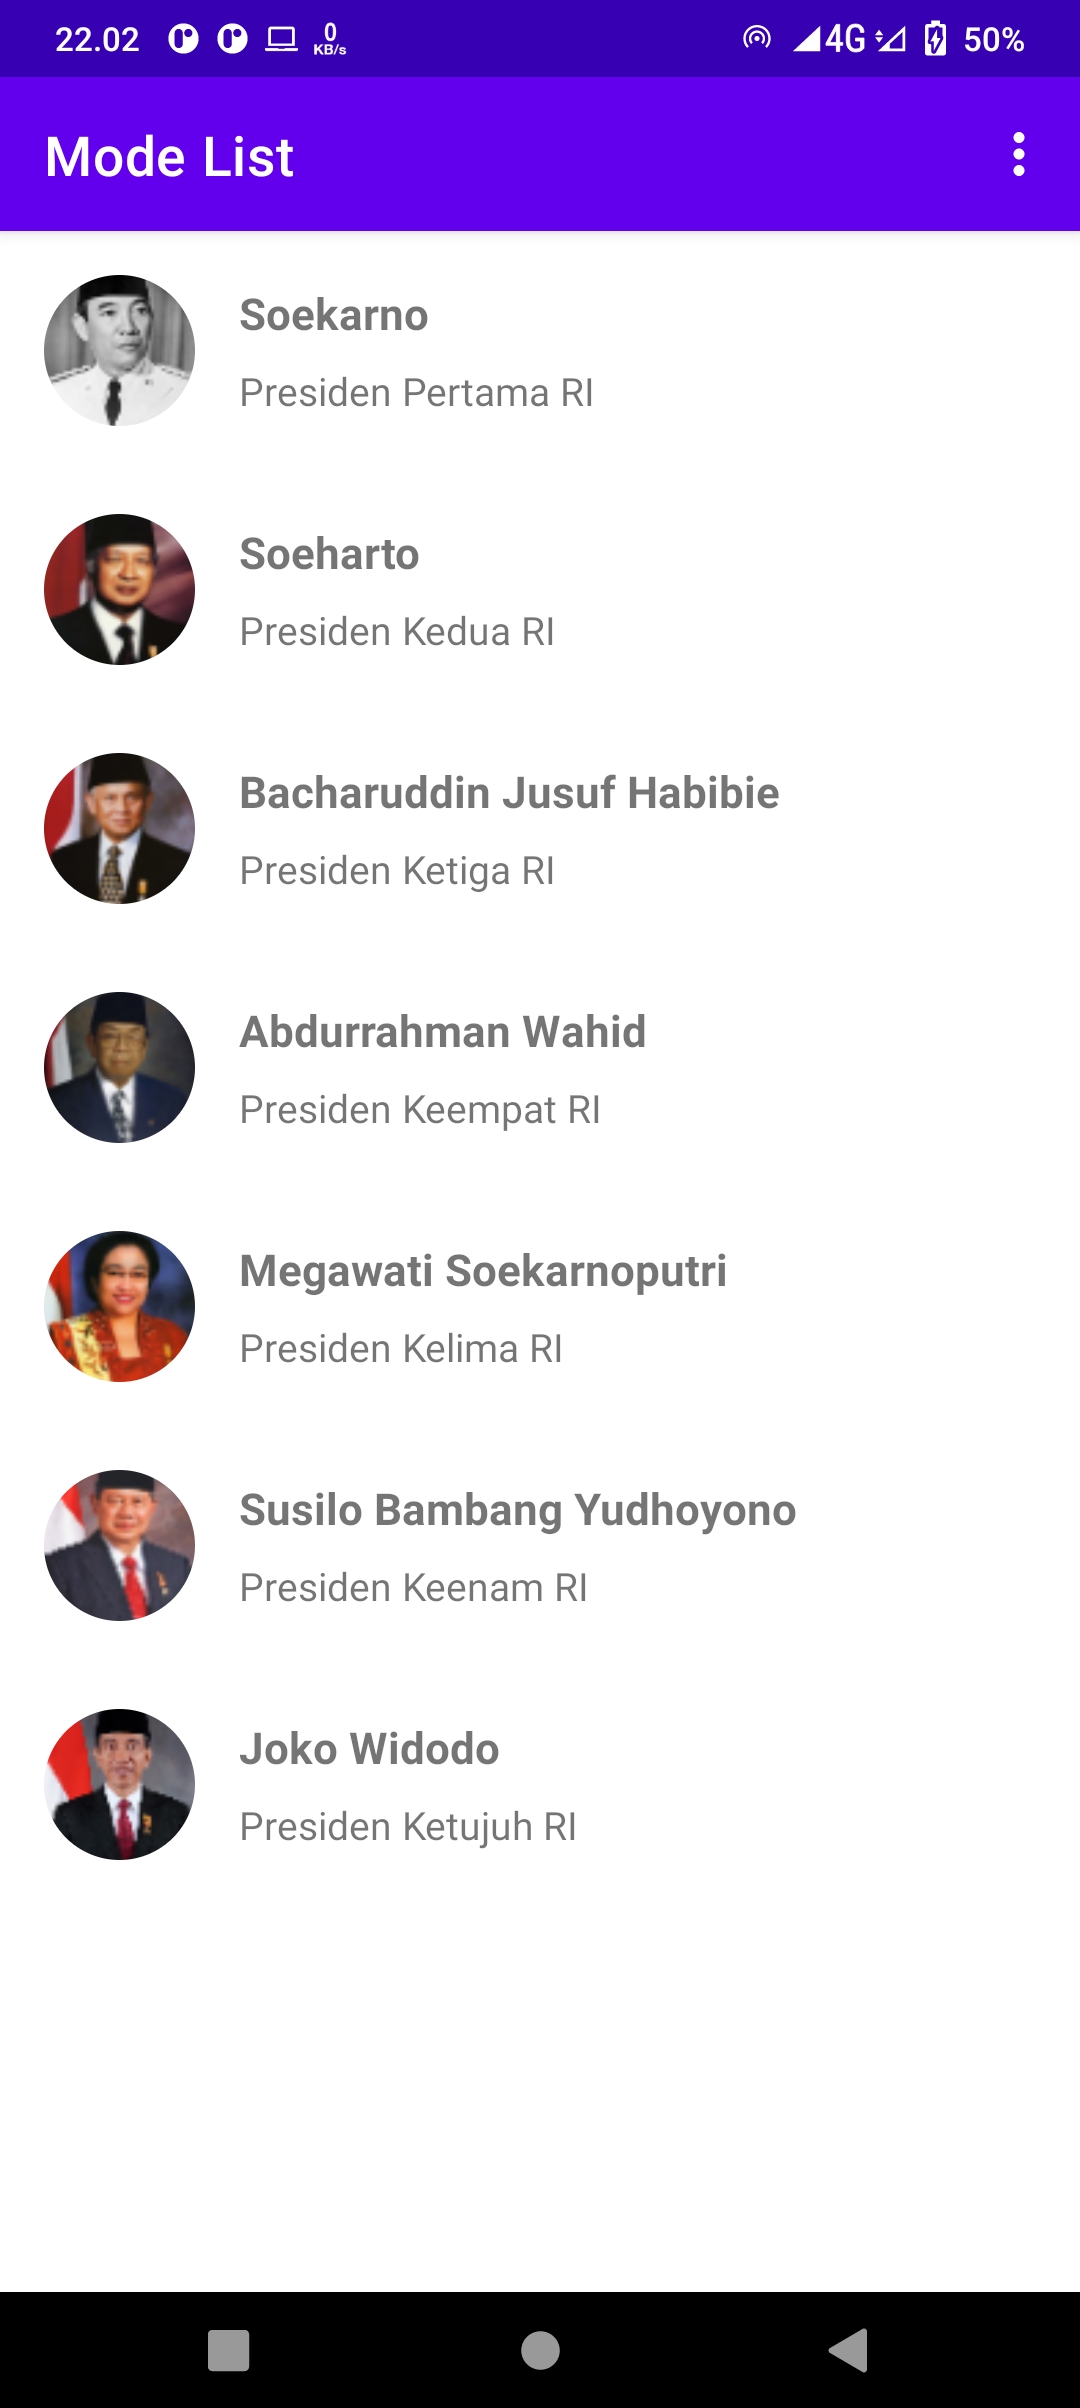 22.02 0 KB/s 4G 50%
Mode List
Soekarno
Presiden Pertama RI
Soeharto
Presiden Kedua RI
Bacharuddin Jusuf Habibie
Presiden Ketiga RI
Abdurrahman Wahid
Presiden Keempat RI
Megawati Soekarnoputri
Presiden Kelima RI
Susilo Bambang Yudhoyono
Presiden Keenam RI
Joko Widodo
Presiden Ketujuh RI